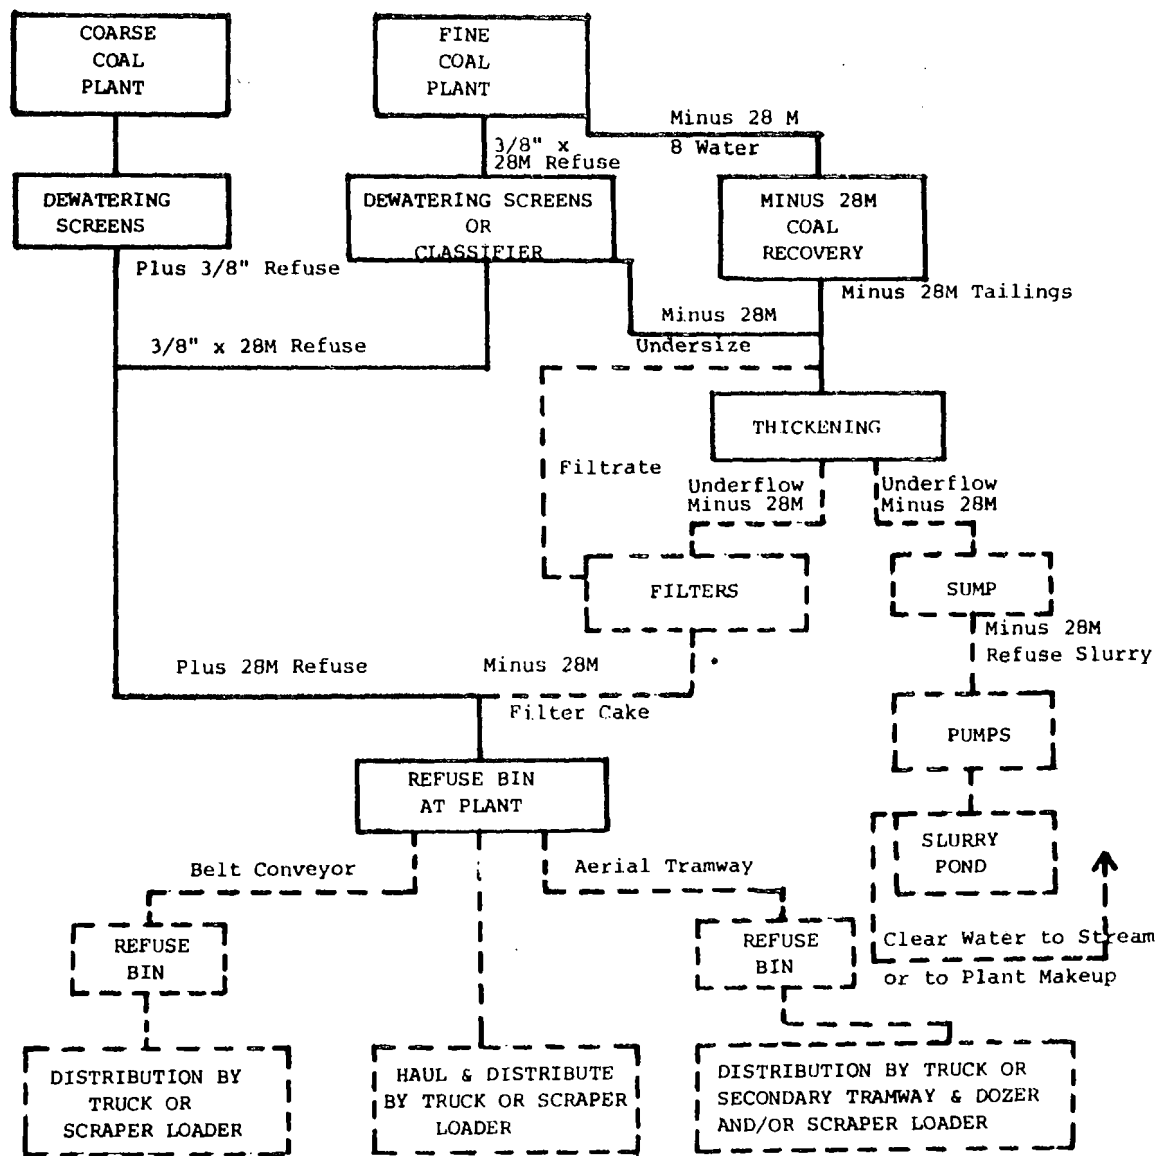 COARSE
COAL
PLANT
FINE
COAL
PLANT
Minus 28 M
8 Water
3/8" x
28M Refuse
DEWATERING
SCREENS
DEWATERING SCREENS
OR
CLASSIFIER
MINUS 28M
COAL
RECOVERY
Plus 3/8" Refuse
Minus 28M Tailings
Minus 28M
Undersize
3/8" x 28M Refuse
THICKENING
Filtrate
Underflow
Minus 28M
Underflow
Minus 28M
FILTERS
SUMP
Minus 28M
Refuse Slurry
Plus 28M Refuse
Minus 28M
Filter Cake
PUMPS
REFUSE BIN
AT PLANT
SLURRY
POND
Belt Conveyor
Aerial Tramway
REFUSE
BIN
REFUSE
BIN
Clear Water to Stream
or to Plant Makeup
DISTRIBUTION BY
TRUCK OR
SCRAPER LOADER
HAUL & DISTRIBUTE
BY TRUCK OR SCRAPER
LOADER
DISTRIBUTION BY TRUCK OR
SECONDARY TRAMWAY & DOZER
AND/OR SCRAPER LOADER